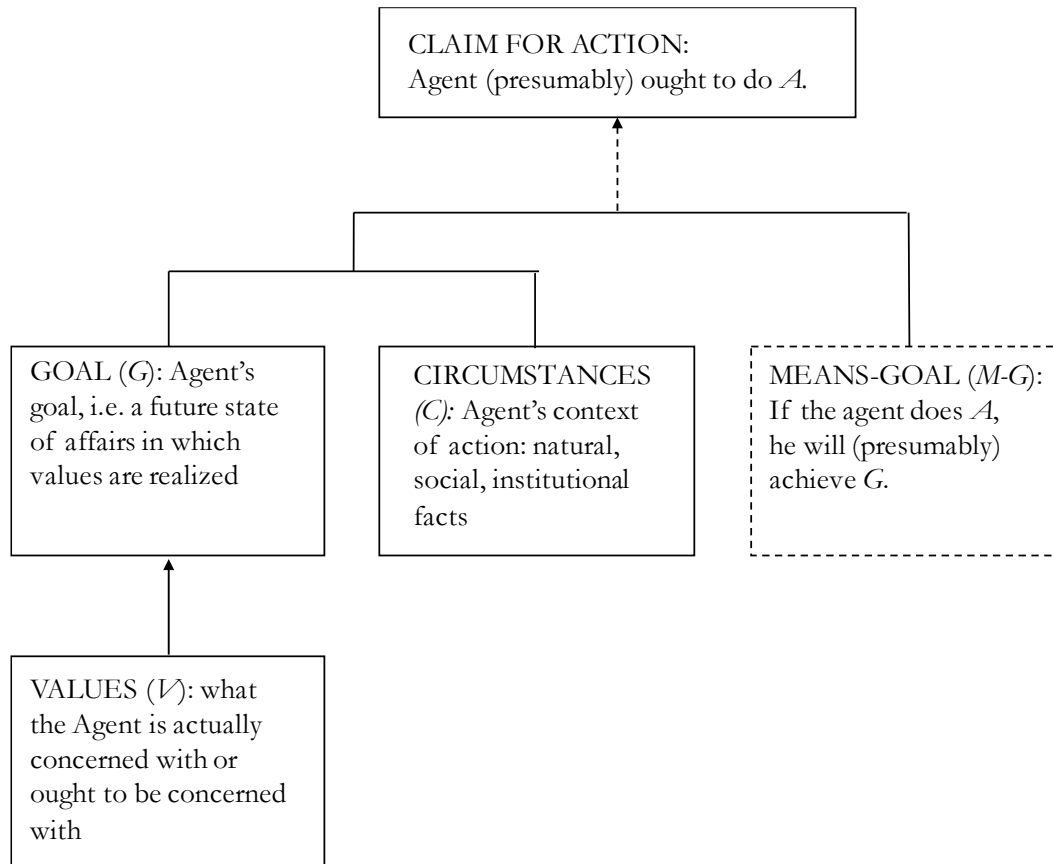 CLAIM FOR ACTION:
Agent (presumably) ought to do A.
GOAL (G): Agent’s
goal, i.e. a future state
of affairs in which
values are realized
CIRCUMSTANCES
(C): Agent’s context
of action: natural,
social, institutional
facts
MEANS-GOAL (M-G):
If the agent does A,
he will (presumably)
achieve G.
VALUES (V): what
the Agent is actually
concerned with or
ought to be concerned
with